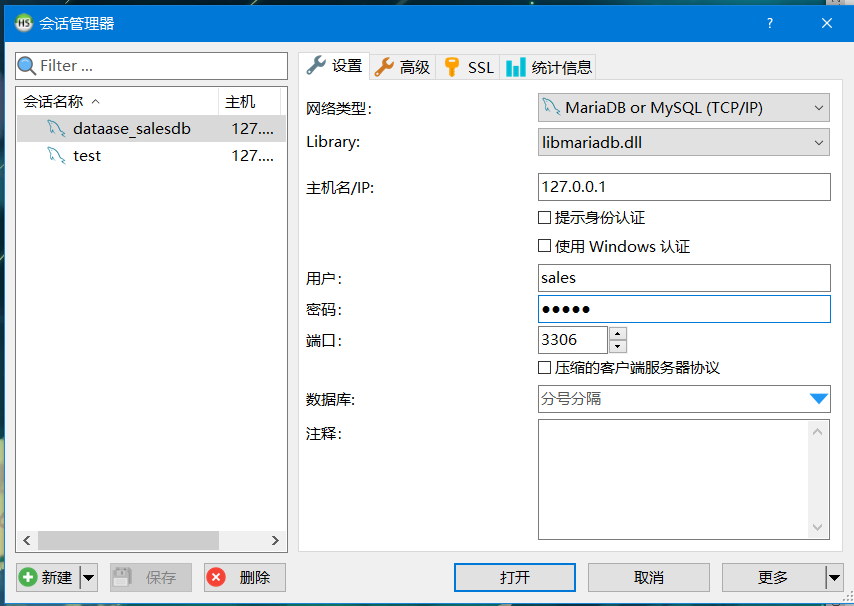 HS 会话管理器 ?
Filter ...
会话名称 主机
dataase_salesdb 127....
test 127....
设置 高级 SSL 统计信息
网络类型: MariaDB or MySQL (TCP/IP)
Library: libmariadb.dll
主机名/IP: 127.0.0.1
提示身份认证
使用 Windows 认证
用户: sales
密码: ●●●●●
端口: 3306
压缩的客户端服务器协议
数据库: 分号分隔
注释:
新建 保存 删除 打开 取消 更多